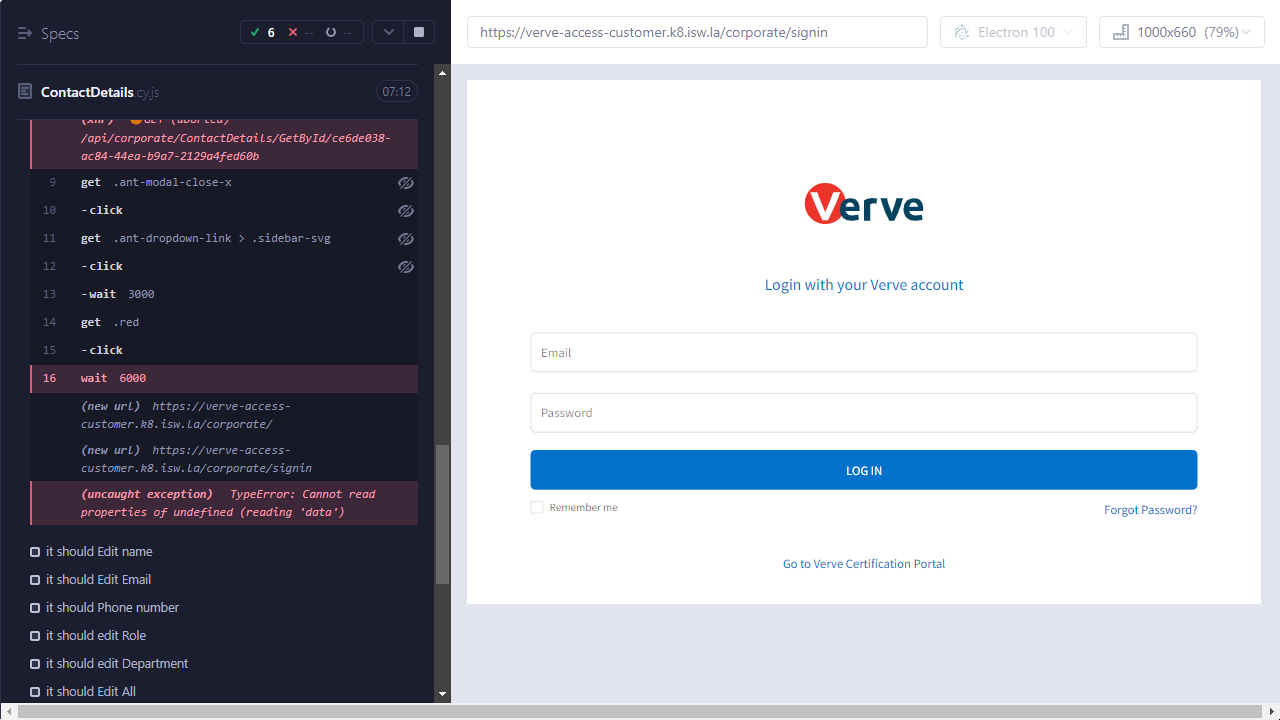 Specs
6
--
--
https://verve-access-customer.k8.isw.la/corporate/signin
Electron 100
1000x660 (79%)
ContactDetails.cy.js
07:12
(xhr) GET (aborted)
/api/corporate/ContactDetails/GetById/ce6de038-
ac84-44ea-b9a7-2129a4fed60b
9 get .ant-modal-close-x
10 -click
11 get .ant-dropdown-link > .sidebar-svg
12 -click
13 -wait 3000
14 get .red
15 -click
16 wait 6000
(new url) https://verve-access-
customer.k8.isw.la/corporate/
(new url) https://verve-access-
customer.k8.isw.la/corporate/signin
(uncaught exception) TypeError: Cannot read
properties of undefined (reading 'data')
it should Edit name
it should Edit Email
it should Phone number
it should edit Role
it should edit Department
it should Edit All
Verve
Login with your Verve account
Email
Password
LOG IN
Remember me
Forgot Password?
Go to Verve Certification Portal